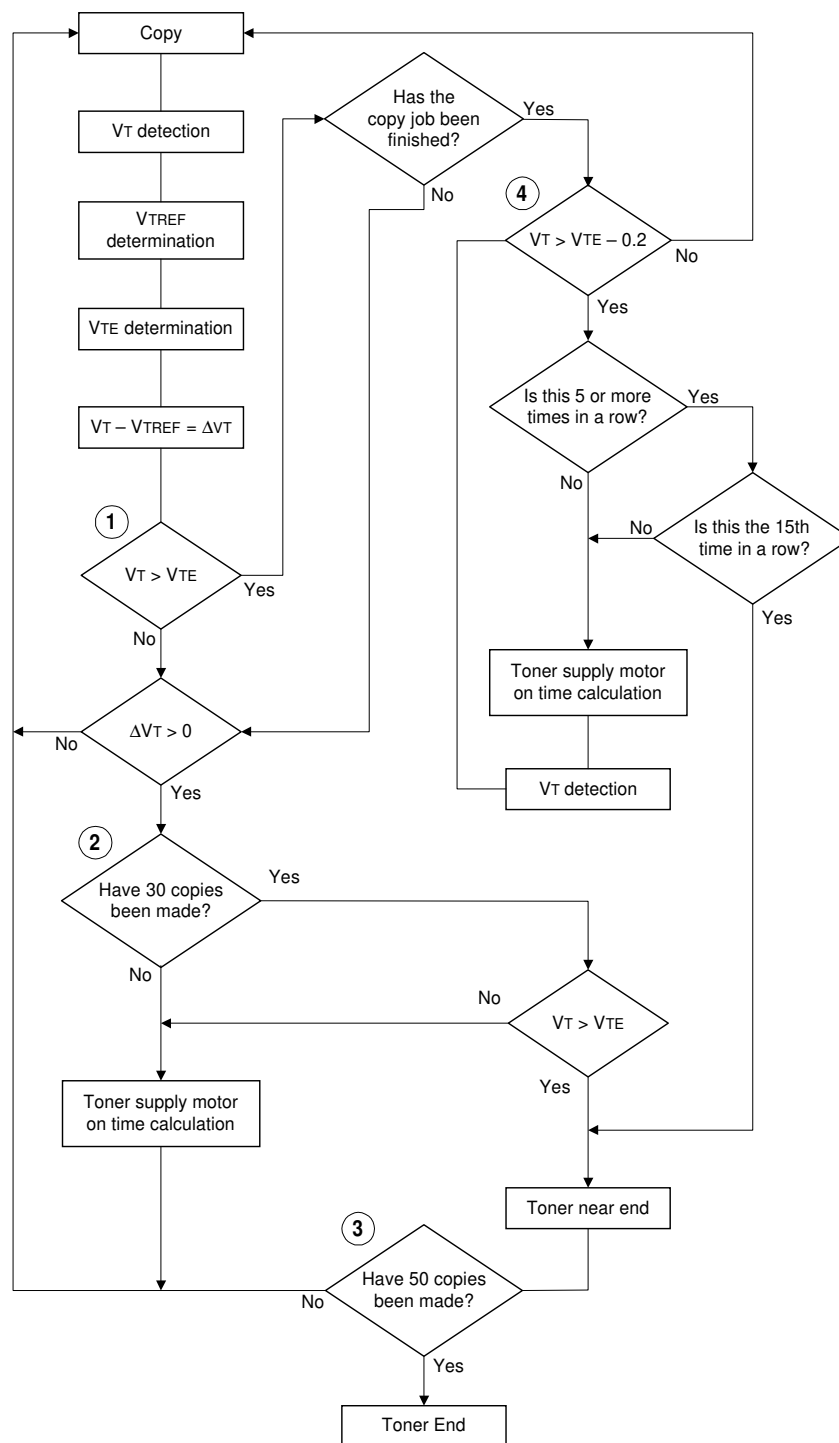 Copy
VT detection
VTREF
determination
VTE determination
VT – VTREF = ΔVT
1
VT > VTE
Yes
No
ΔVT > 0
No
Yes
2
Have 30 copies
been made?
Yes
No
Toner supply motor
on time calculation
Has the
copy job been
finished?
Yes
No
4
VT > VTE – 0.2
No
Yes
Is this 5 or more
times in a row?
Yes
No
Is this the 15th
time in a row?
No
Yes
Toner supply motor
on time calculation
VT detection
VT > VTE
No
Yes
Toner near end
3
Have 50 copies
been made?
No
Yes
Toner End